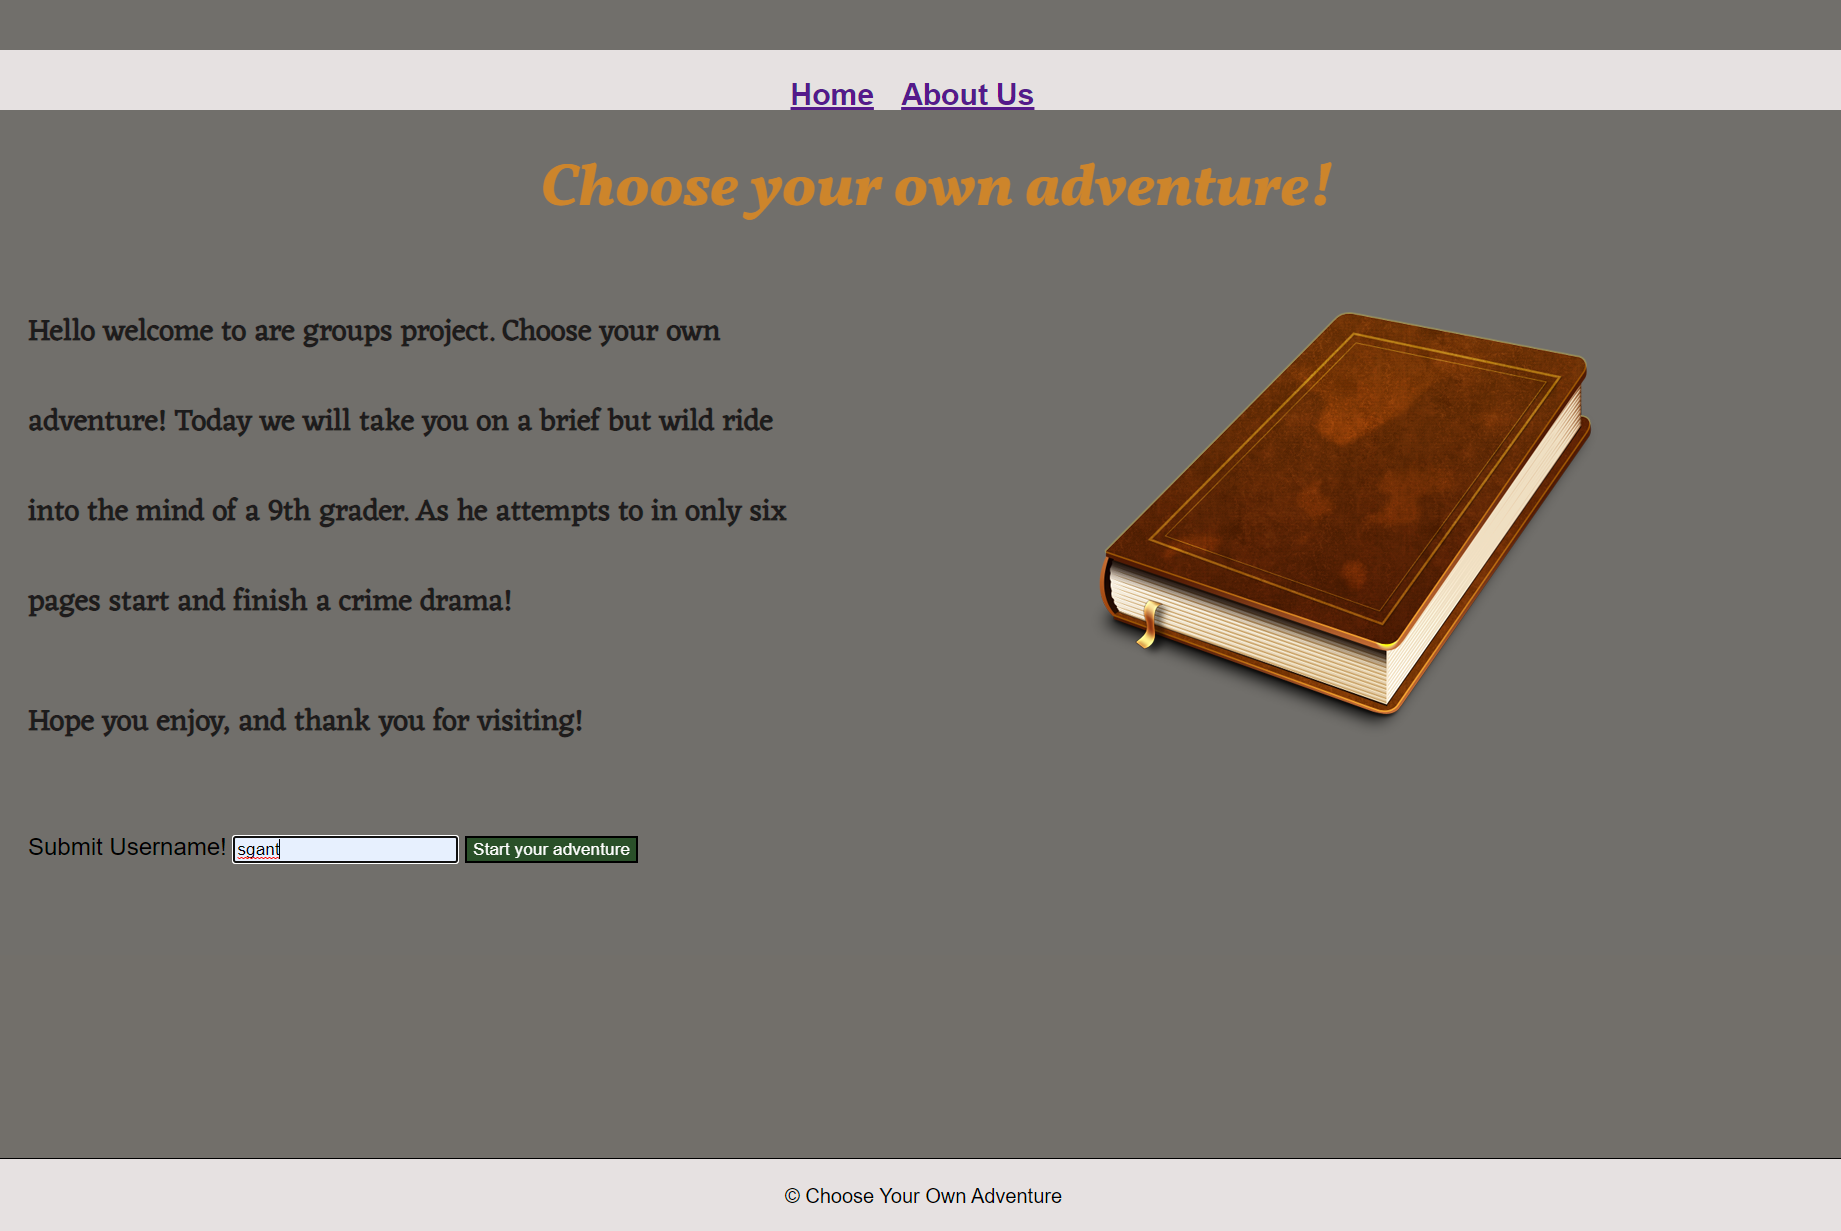 Home About Us
Choose your own adventure!
Hello welcome to are groups project. Choose your own
adventure! Today we will take you on a brief but wild ride
into the mind of a 9th grader. As he attempts to in only six
pages start and finish a crime drama!
Hope you enjoy, and thank you for visiting!
Submit Username! sgant Start your adventure
© Choose Your Own Adventure